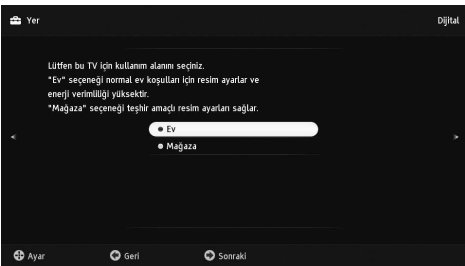 Yer Dijital
Lütfen bu TV için kullanım alanını seçiniz.
"Ev" seçeneği normal ev koşulları için resim ayarlar ve
enerji verimliliği yüksektir.
"Mağaza" seçeneği teşhir amaçlı resim ayarları sağlar.
Ev
Mağaza
Ayar Geri Sonraki